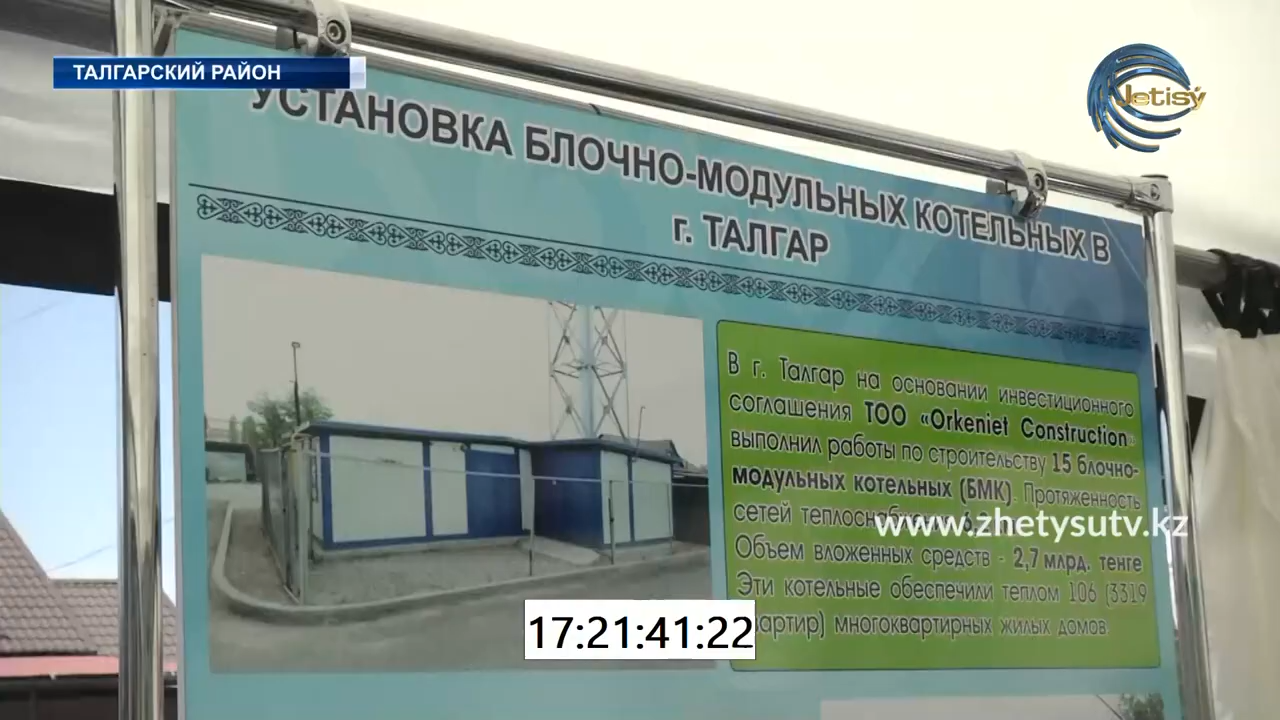 ТАЛГАРСКИЙ РАЙОН
Jetisý
УСТАНОВКА БЛОЧНО-МОДУЛЬНЫХ КОТЕЛЬНЫХ В
г. ТАЛГАР
В г. Талгар на основании инвестиционного
соглашения ТОО «Orkeniet Construction»
выполнил работы по строительству 15 блочно-
модульных котельных (БМК). Протяженность
сетей
www.zhetysutv.kz
Объем вложенных средств - 2,7 млрд. тенге
Эти котельные обеспечили теплом 106 (3319
многоквартирных жилых домов.
17:21:41:22